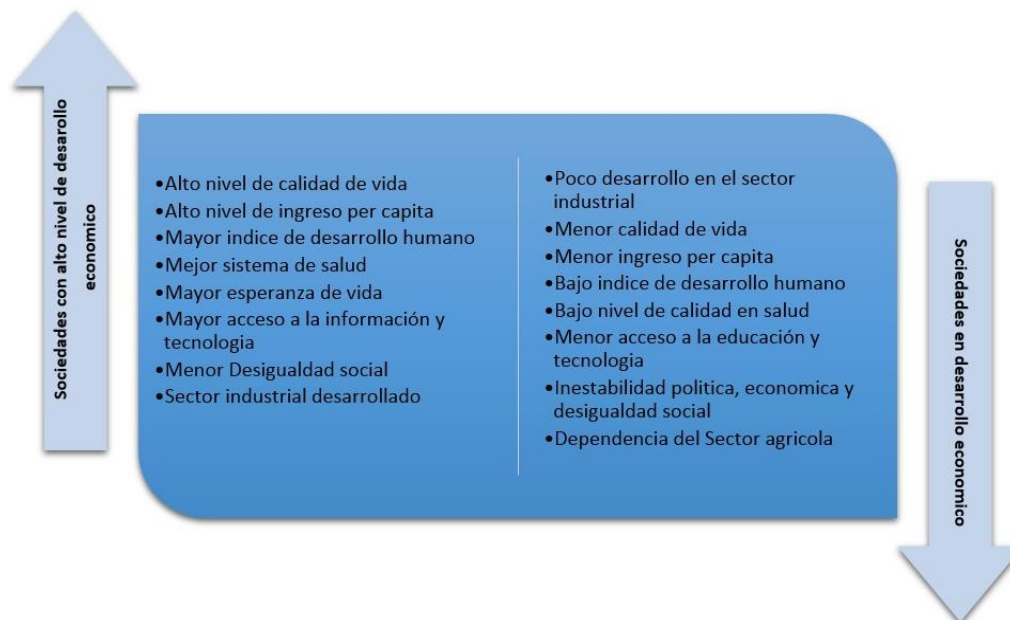 Sociedades con alto nivel de desarollo
economico
•Alto nivel de calidad de vida
•Alto nivel de ingreso per capita
•Mayor indice de desarrollo humano
•Mejor sistema de salud
•Mayor esperanza de vida
•Mayor acceso a la información y
tecnologia
•Menor Desigualdad social
•Sector industrial desarrollado
•Poco desarrollo en el sector
industrial
•Menor calidad de vida
•Menor ingreso per capita
•Bajo indice de desarrollo humano
•Bajo nivel de calidad en salud
•Menor acceso a la educación y
tecnologia
•Inestabilidad politica, economica y
desigualdad social
•Dependencia del Sector agricola
Sociedades en desarrollo economico